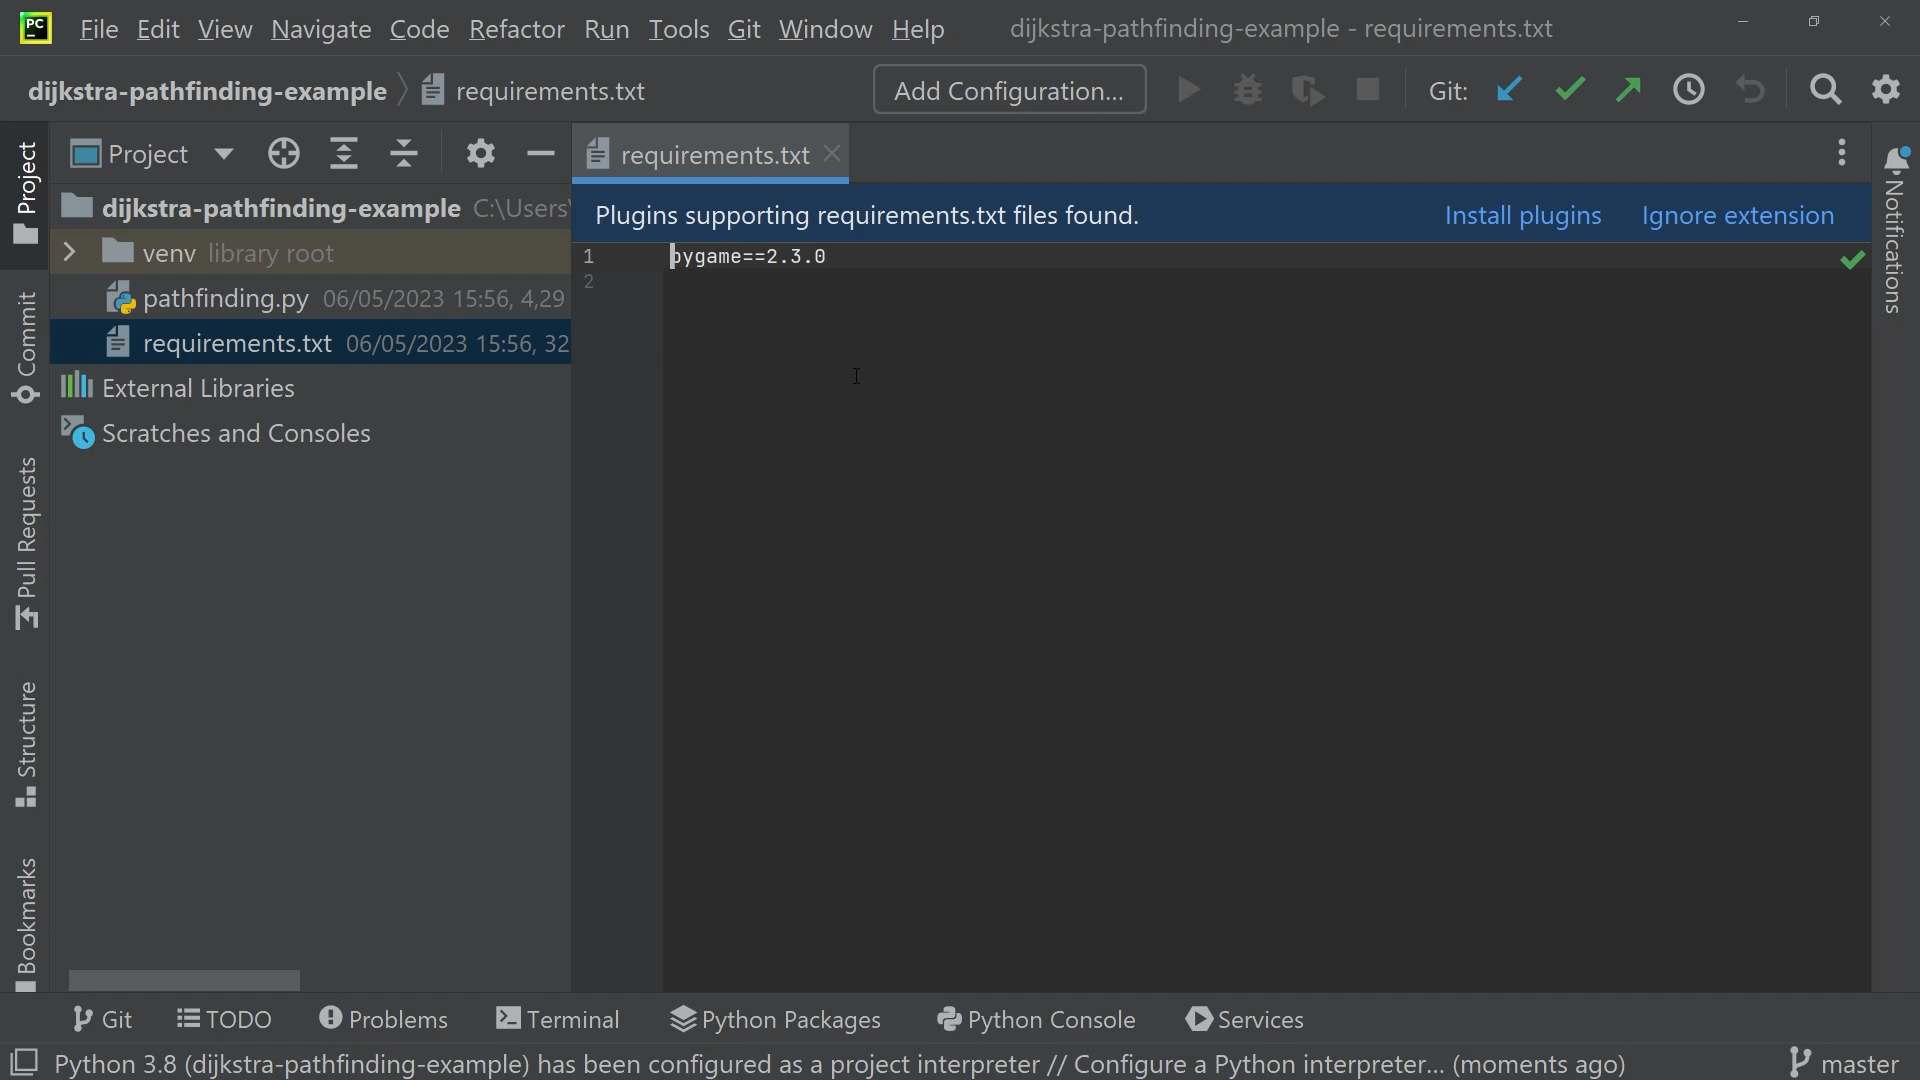 PC File Edit View Navigate Code Refactor Run Tools Git Window Help dijkstra-pathfinding-example - requirements.txt
dijkstra-pathfinding-example requirements.txt Add Configuration... Git:
Project requirements.txt
dijkstra-pathfinding-example C:\Users\
Plugins supporting requirements.txt files found. Install plugins Ignore extension
venv library root
pathfinding.py 06/05/2023 15:56, 4,29
requirements.txt 06/05/2023 15:56, 32
External Libraries
Scratches and Consoles
1 pygame==2.3.0
2
Project
Commit
Pull Requests
Structure
Bookmarks
Notifications
Git TODO Problems Terminal Python Packages Python Console Services
Python 3.8 (dijkstra-pathfinding-example) has been configured as a project interpreter // Configure a Python interpreter... (moments ago) master